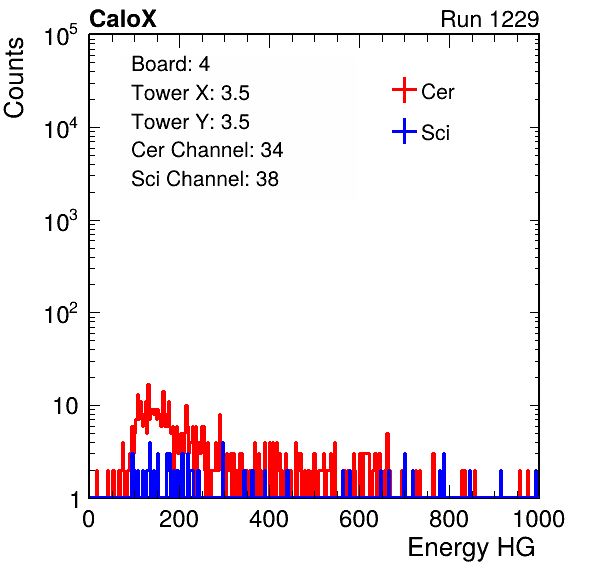 CaloX Run 1229
Counts
Board: 4
Tower X: 3.5
Tower Y: 3.5
Cer Channel: 34
Sci Channel: 38
Cer
Sci
10^5
10^4
10^3
10^2
10
1
0 200 400 600 800 1000
Energy HG